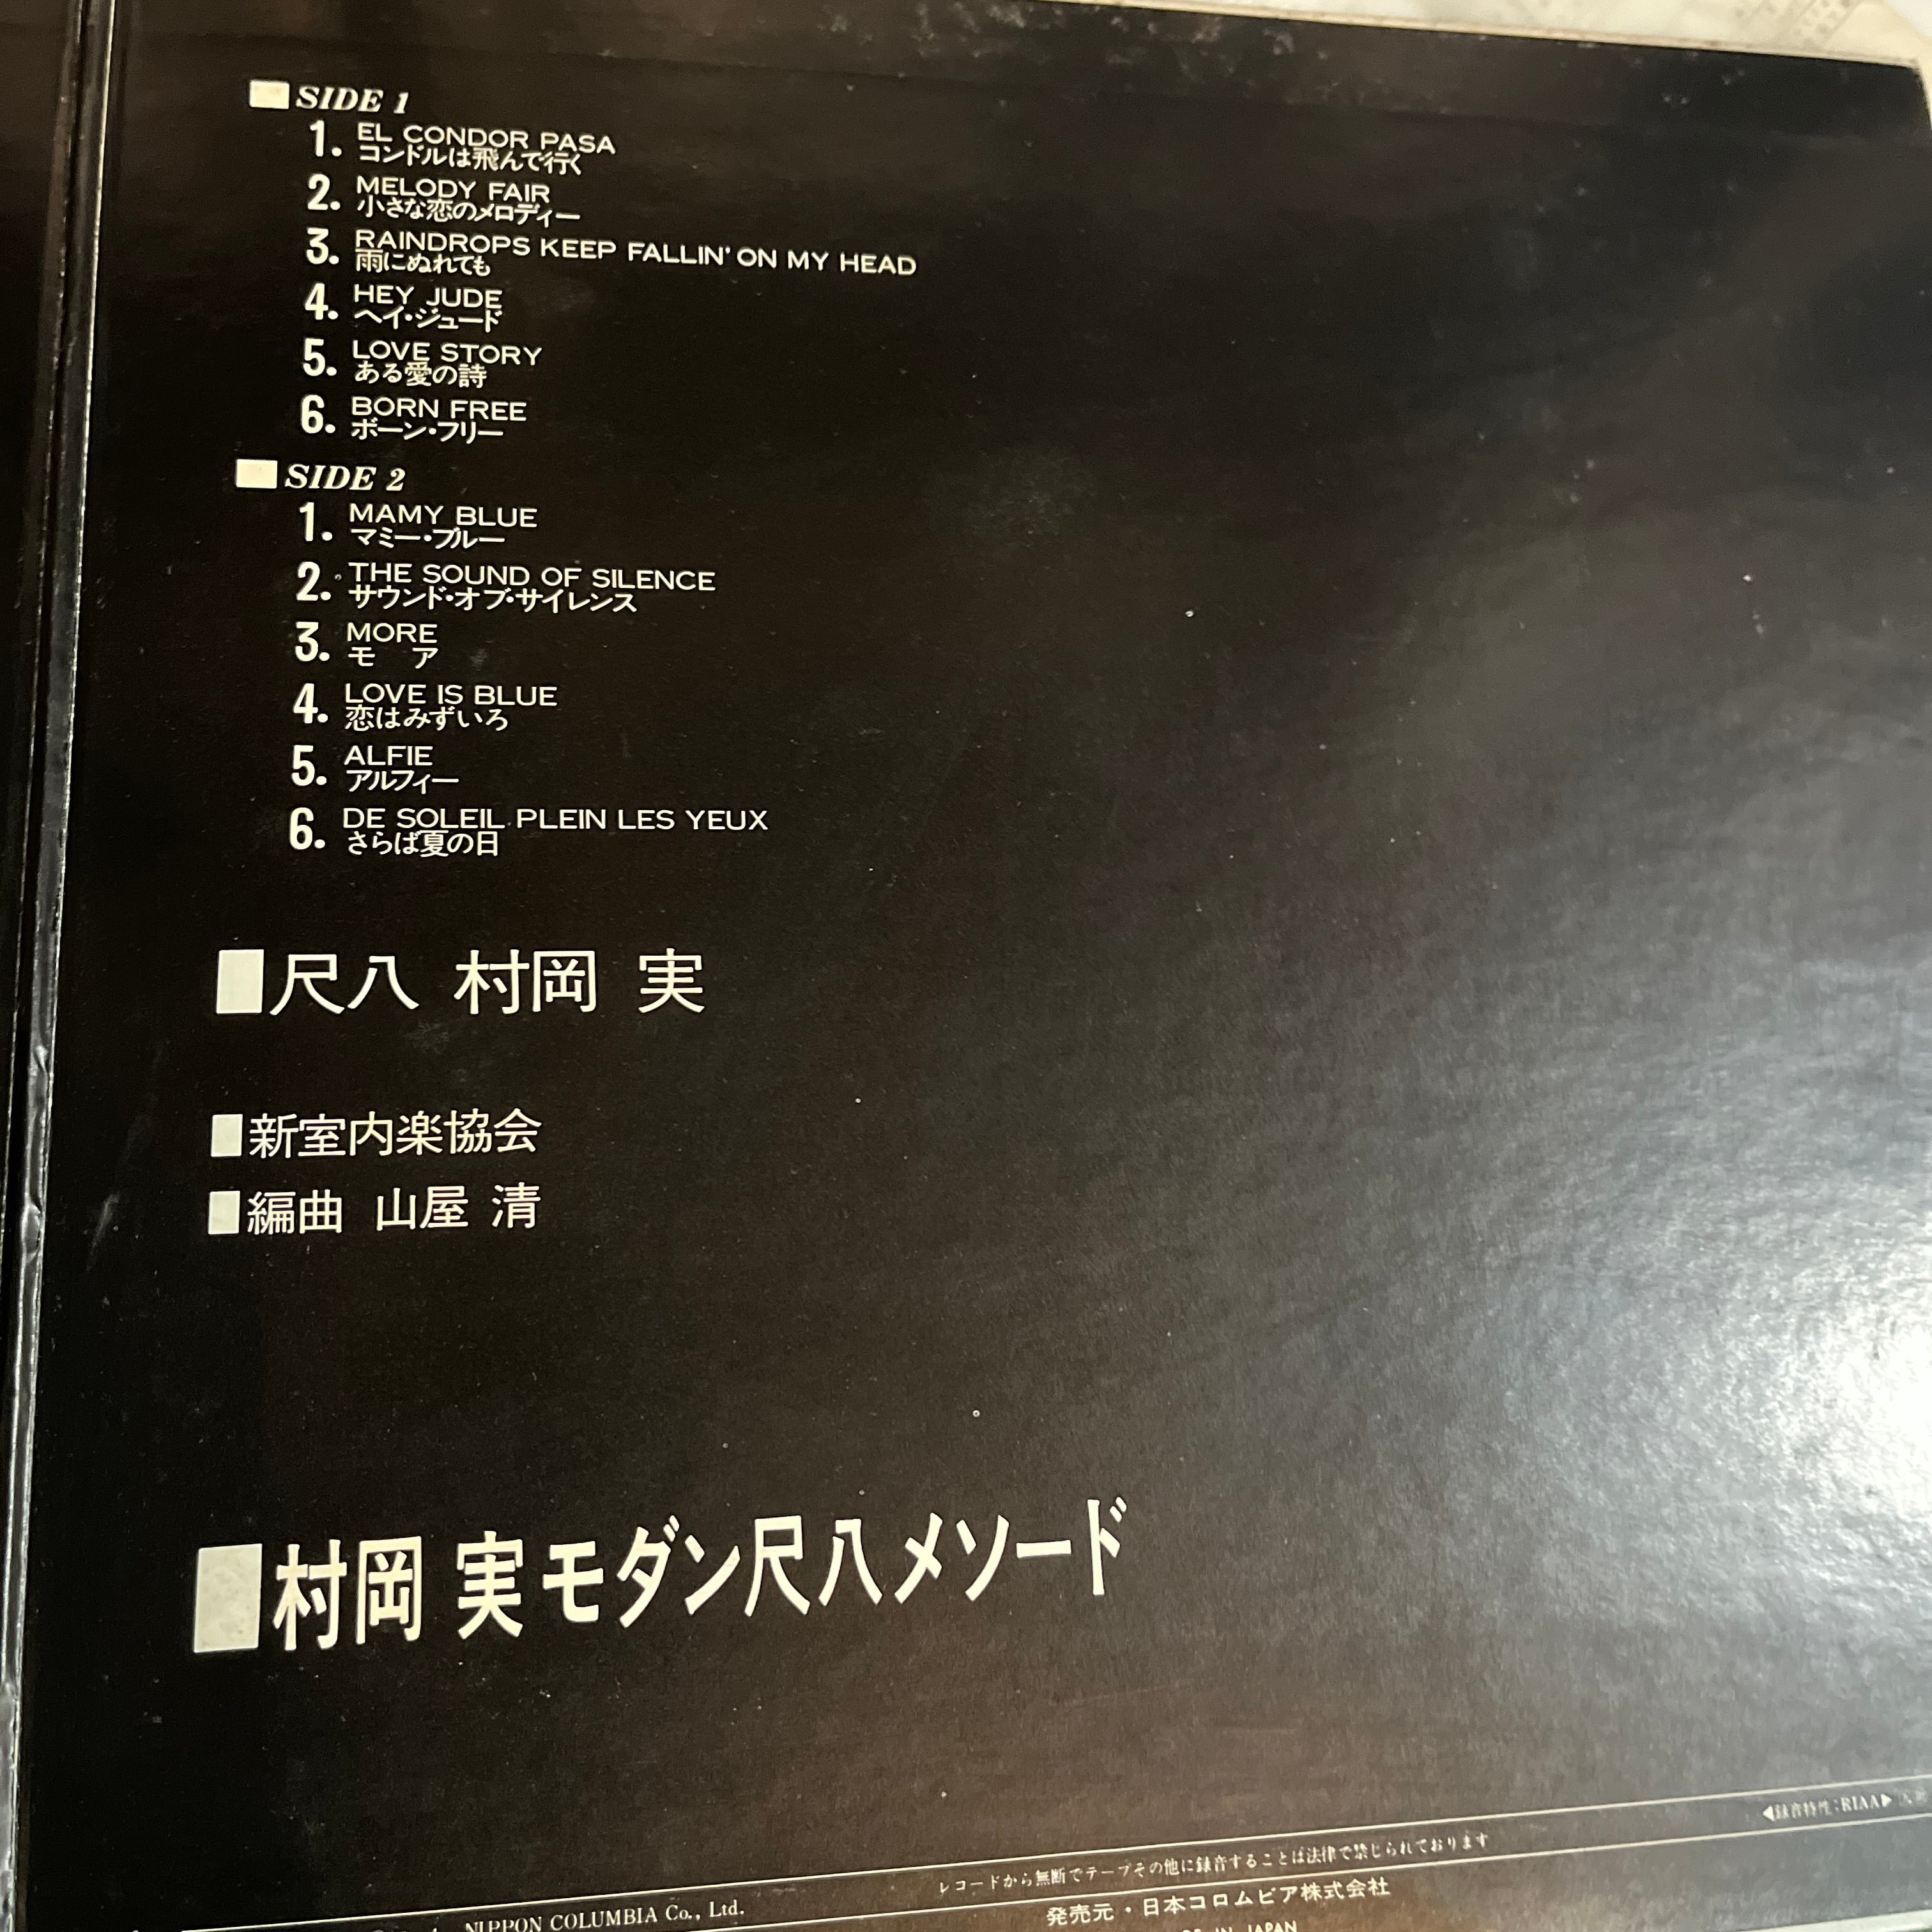 SIDE 1
1. EL CONDOR PASA
コンドルは飛んで行く
2. MELODY FAIR
小さな恋のメロディー
3. RAINDROPS KEEP FALLIN' ON MY HEAD
雨にぬれても
4. HEY JUDE
ヘイ・ジュード
5. LOVE STORY
ある愛の詩
6. BORN FREE
ボーン・フリー
SIDE 2
1. MAMY BLUE
マミー・ブルー
2. THE SOUND OF SILENCE
サウンド・オブ・サイレンス
3. MORE
モア
4. LOVE IS BLUE
恋はみずいろ
5. ALFIE
アルフィー
6. DE SOLEIL PLEIN LES YEUX
さらば夏の日
尺八 村岡 実
新室内楽協会
編曲 山屋 清
村岡 実モダン尺八メソード
◀録音特性:RIAA▶
レコードから無断でテープその他に録音することは法律で禁じられております
NIPPON COLUMBIA Co., Ltd.
発売元・日本コロムビア株式会社
IN JAPAN